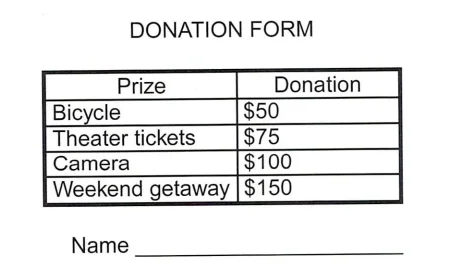 DONATION FORM
Prize Donation
Bicycle $50
Theater tickets $75
Camera $100
Weekend getaway $150
Name